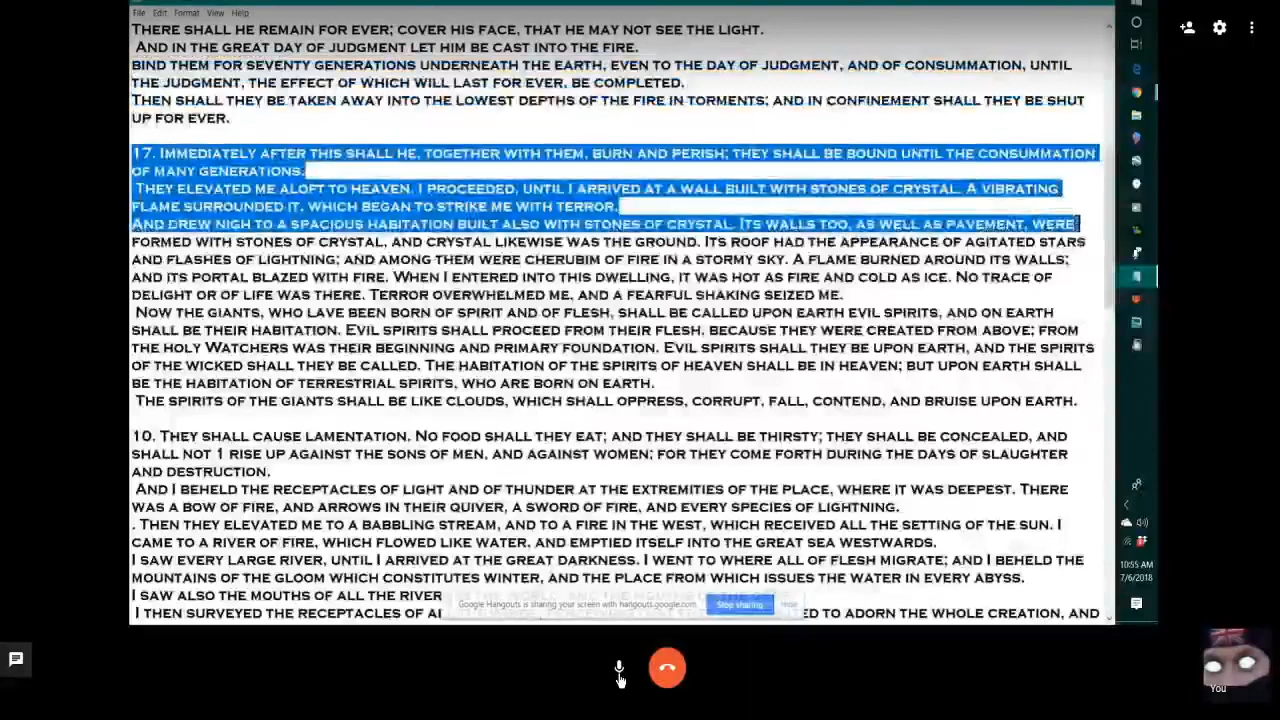 File Edit Format View Help
THERE SHALL HE REMAIN FOR EVER; COVER HIS FACE, THAT HE MAY NOT SEE THE LIGHT.
AND IN THE GREAT DAY OF JUDGMENT LET HIM BE CAST INTO THE FIRE.
BIND THEM FOR SEVENTY GENERATIONS UNDERNEATH THE EARTH, EVEN TO THE DAY OF JUDGMENT, AND OF CONSUMMATION, UNTIL
THE JUDGMENT, THE EFFECT OF WHICH WILL LAST FOR EVER, BE COMPLETED.
THEN SHALL THEY BE TAKEN AWAY INTO THE LOWEST DEPTHS OF THE FIRE IN TORMENTS; AND IN CONFINEMENT SHALL THEY BE SHUT
UP FOR EVER.
17. IMMEDIATELY AFTER THIS SHALL HE, TOGETHER WITH THEM, BURN AND PERISH; THEY SHALL BE BOUND UNTIL THE CONSUMMATION
OF MANY GENERATIONS.
THEY ELEVATED ME ALOFT TO HEAVEN. I PROCEEDED, UNTIL I ARRIVED AT A WALL BUILT WITH STONES OF CRYSTAL. A VIBRATING
FLAME SURROUNDED IT, WHICH BEGAN TO STRIKE ME WITH TERROR.
AND DREW NIGH TO A SPACIOUS HABITATION BUILT ALSO WITH STONES OF CRYSTAL. ITS WALLS TOO, AS WELL AS PAVEMENT, WERE
FORMED WITH STONES OF CRYSTAL, AND CRYSTAL LIKEWISE WAS THE GROUND. ITS ROOF HAD THE APPEARANCE OF AGITATED STARS
AND FLASHES OF LIGHTNING; AND AMONG THEM WERE CHERUBIM OF FIRE IN A STORMY SKY. A FLAME BURNED AROUND ITS WALLS;
AND ITS PORTAL BLAZED WITH FIRE. WHEN I ENTERED INTO THIS DWELLING, IT WAS HOT AS FIRE AND COLD AS ICE. NO TRACE OF
DELIGHT OR OF LIFE WAS THERE. TERROR OVERWHELMED ME, AND A FEARFUL SHAKING SEIZED ME.
NOW THE GIANTS, WHO LAVE BEEN BORN OF SPIRIT AND OF FLESH, SHALL BE CALLED UPON EARTH EVIL SPIRITS, AND ON EARTH
SHALL BE THEIR HABITATION. EVIL SPIRITS SHALL PROCEED FROM THEIR FLESH, BECAUSE THEY WERE CREATED FROM ABOVE; FROM
THE HOLY WATCHERS WAS THEIR BEGINNING AND PRIMARY FOUNDATION. EVIL SPIRITS SHALL THEY BE UPON EARTH, AND THE SPIRITS
OF THE WICKED SHALL THEY BE CALLED. THE HABITATION OF THE SPIRITS OF HEAVEN SHALL BE IN HEAVEN; BUT UPON EARTH SHALL
BE THE HABITATION OF TERRESTRIAL SPIRITS, WHO ARE BORN ON EARTH.
THE SPIRITS OF THE GIANTS SHALL BE LIKE CLOUDS, WHICH SHALL OPPRESS, CORRUPT, FALL, CONTEND, AND BRUISE UPON EARTH.
10. THEY SHALL CAUSE LAMENTATION. NO FOOD SHALL THEY EAT; AND THEY SHALL BE THIRSTY; THEY SHALL BE CONCEALED, AND
SHALL NOT 1 RISE UP AGAINST THE SONS OF MEN, AND AGAINST WOMEN; FOR THEY COME FORTH DURING THE DAYS OF SLAUGHTER
AND DESTRUCTION.
AND I BEHELD THE RECEPTACLES OF LIGHT AND OF THUNDER AT THE EXTREMITIES OF THE PLACE, WHERE IT WAS DEEPEST. THERE
WAS A BOW OF FIRE, AND ARROWS IN THEIR QUIVER, A SWORD OF FIRE, AND EVERY SPECIES OF LIGHTNING.
. THEN THEY ELEVATED ME TO A BABBLING STREAM, AND TO A FIRE IN THE WEST, WHICH RECEIVED ALL THE SETTING OF THE SUN. I
CAME TO A RIVER OF FIRE, WHICH FLOWED LIKE WATER, AND EMPTIED ITSELF INTO THE GREAT SEA WESTWARDS.
I SAW EVERY LARGE RIVER, UNTIL I ARRIVED AT THE GREAT DARKNESS. I WENT TO WHERE ALL OF FLESH MIGRATE; AND I BEHELD THE
MOUNTAINS OF THE GLOOM WHICH CONSTITUTES WINTER, AND THE PLACE FROM WHICH ISSUES THE WATER IN EVERY ABYSS.
I SAW ALSO THE MOUTHS OF ALL THE RIVER
Google Hangouts is sharing your screen with hangouts.google.com. Stop sharing Hide
I THEN SURVEYED THE RECEPTACLES OF TO ADORN THE WHOLE CREATION, AND
10:55 AM
7/6/2018
You